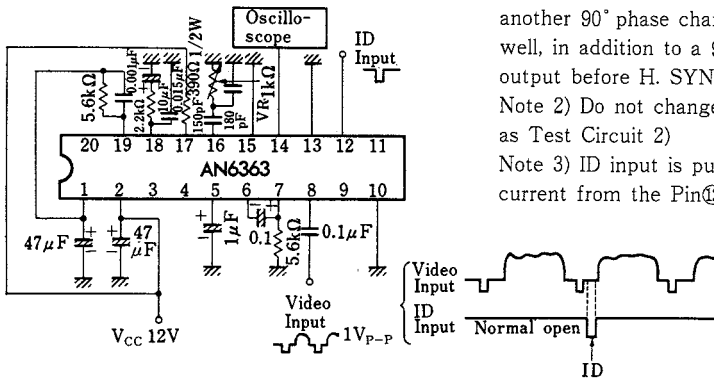 another 90° phase chan
well, in addition to a 9
output before H. SYN
Note 2) Do not change
as Test Circuit 2)
Note 3) ID input is pu
current from the Pin⑫
Oscillo-
scope
ID
Input
5.6kΩ
0.001μF
2.2kΩ
10μF
0.015μF
390Ω 1/2W
150pF
180
pF
VR1kΩ
20 19 18 17 16 15 14 13 12 11
AN6363
1 2 3 4 5 6 7 8 9 10
47μF
47
μF
1μF
0.1
5.6kΩ
0.1μF
VCC 12V
Video
Input
1VP-P
Video
Input
ID
Input
Normal open
ID